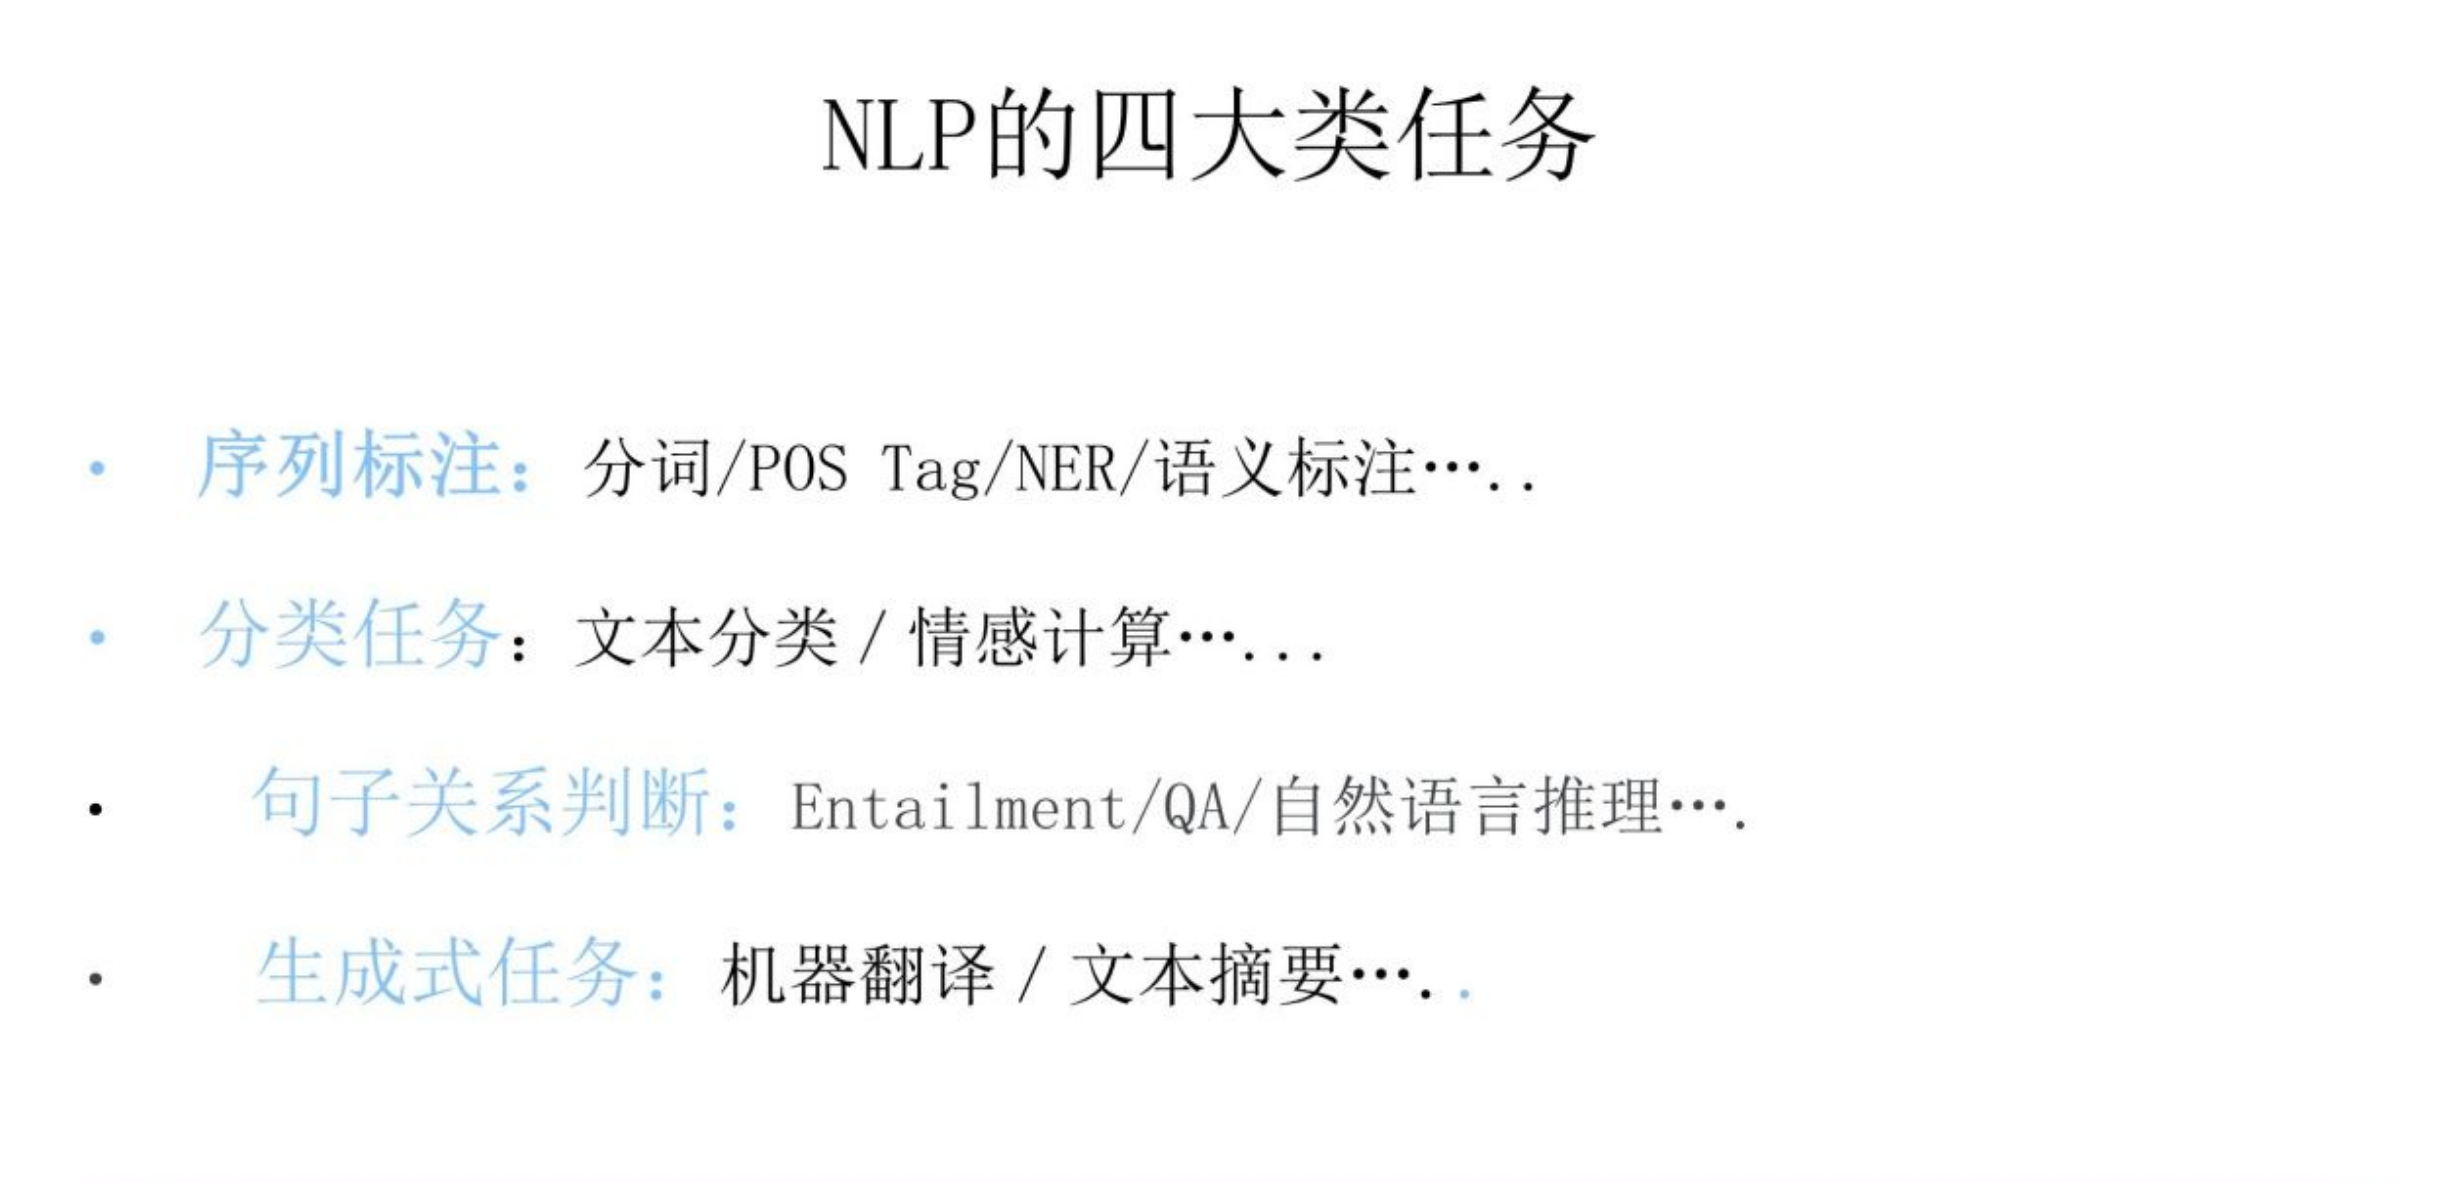 NLP的四大类任务
• 序列标注：分词/POS Tag/NER/语义标注…..
• 分类任务：文本分类 / 情感计算…...
• 句子关系判断：Entailment/QA/自然语言推理….
• 生成式任务：机器翻译 / 文本摘要…..